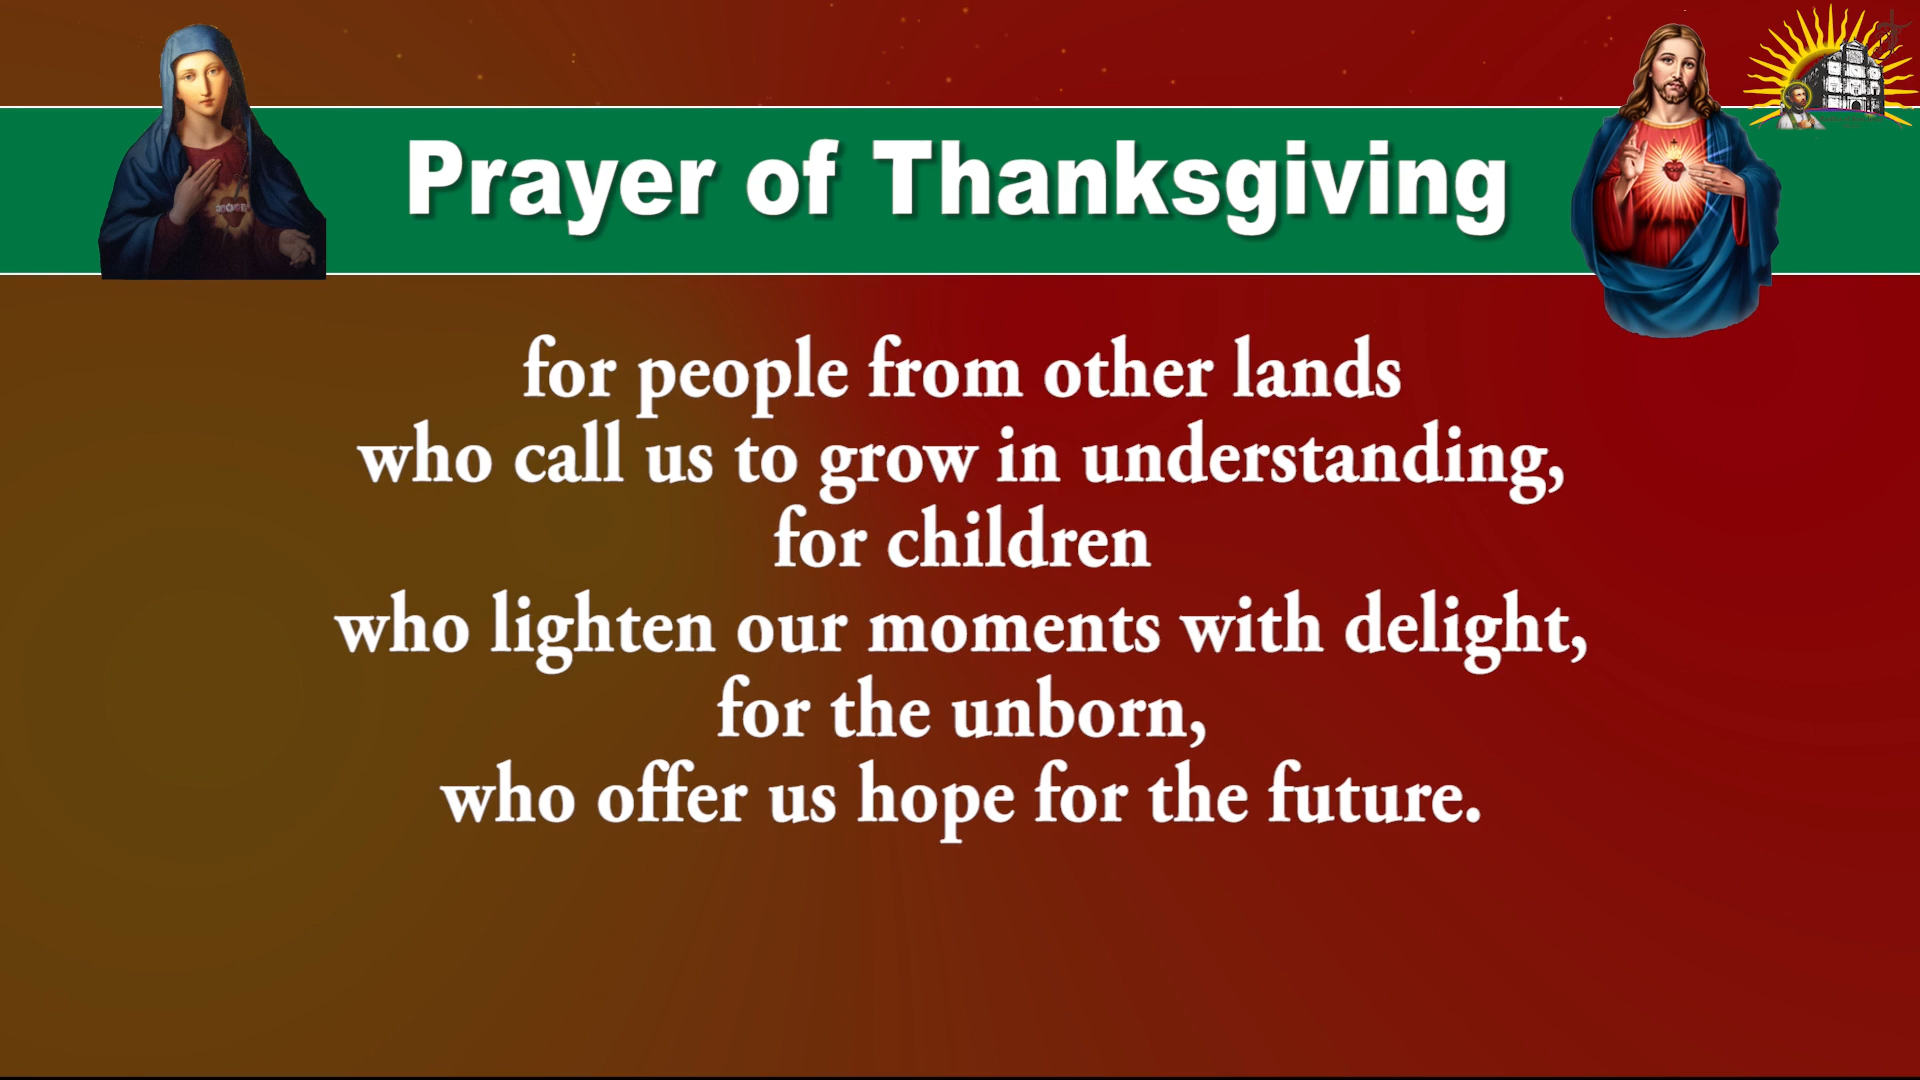 Prayer of Thanksgiving
for people from other lands
who call us to grow in understanding,
for children
who lighten our moments with delight,
for the unborn,
who offer us hope for the future.